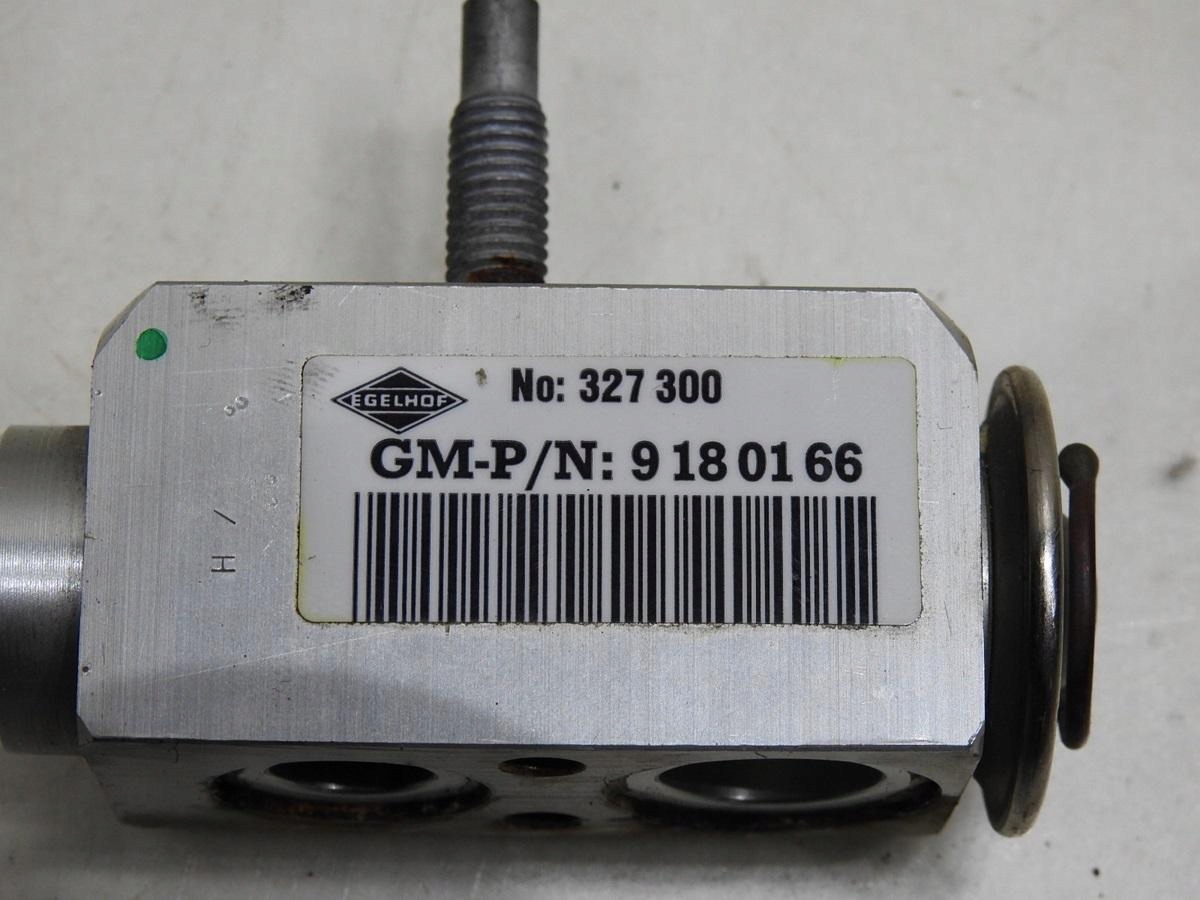 EGELHOF
No: 327 300
GM-P/N: 9 18 01 66
H /